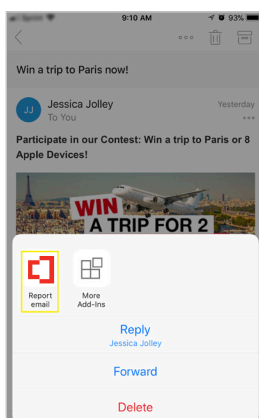 9:10 AM
93%
Win a trip to Paris now!
JJ
Jessica Jolley
Yesterday
To You
Participate in our Contest: Win a trip to Paris or 8
Apple Devices!
WIN
A TRIP FOR 2
Report
email
More
Add-Ins
Reply
Jessica Jolley
Forward
Delete